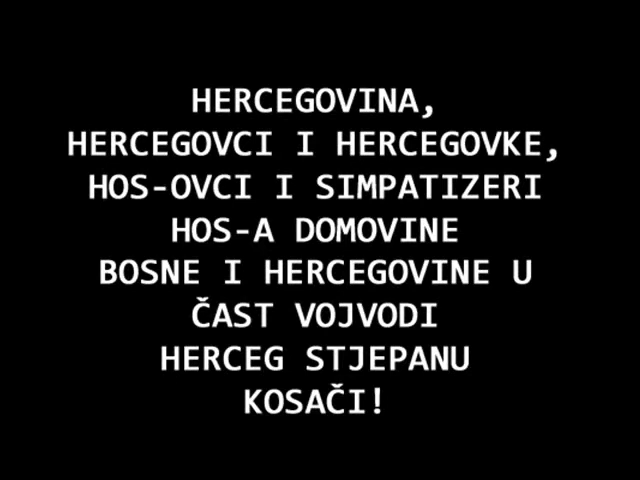 HERCEGOVINA,
HERCEGOVCI I HERCEGOVKE,
HOS-OVCI I SIMPATIZERI
HOS-A DOMOVINE
BOSNE I HERCEGOVINE U
ČAST VOJVODI
HERCEG STJEPANU
KOSAČI!